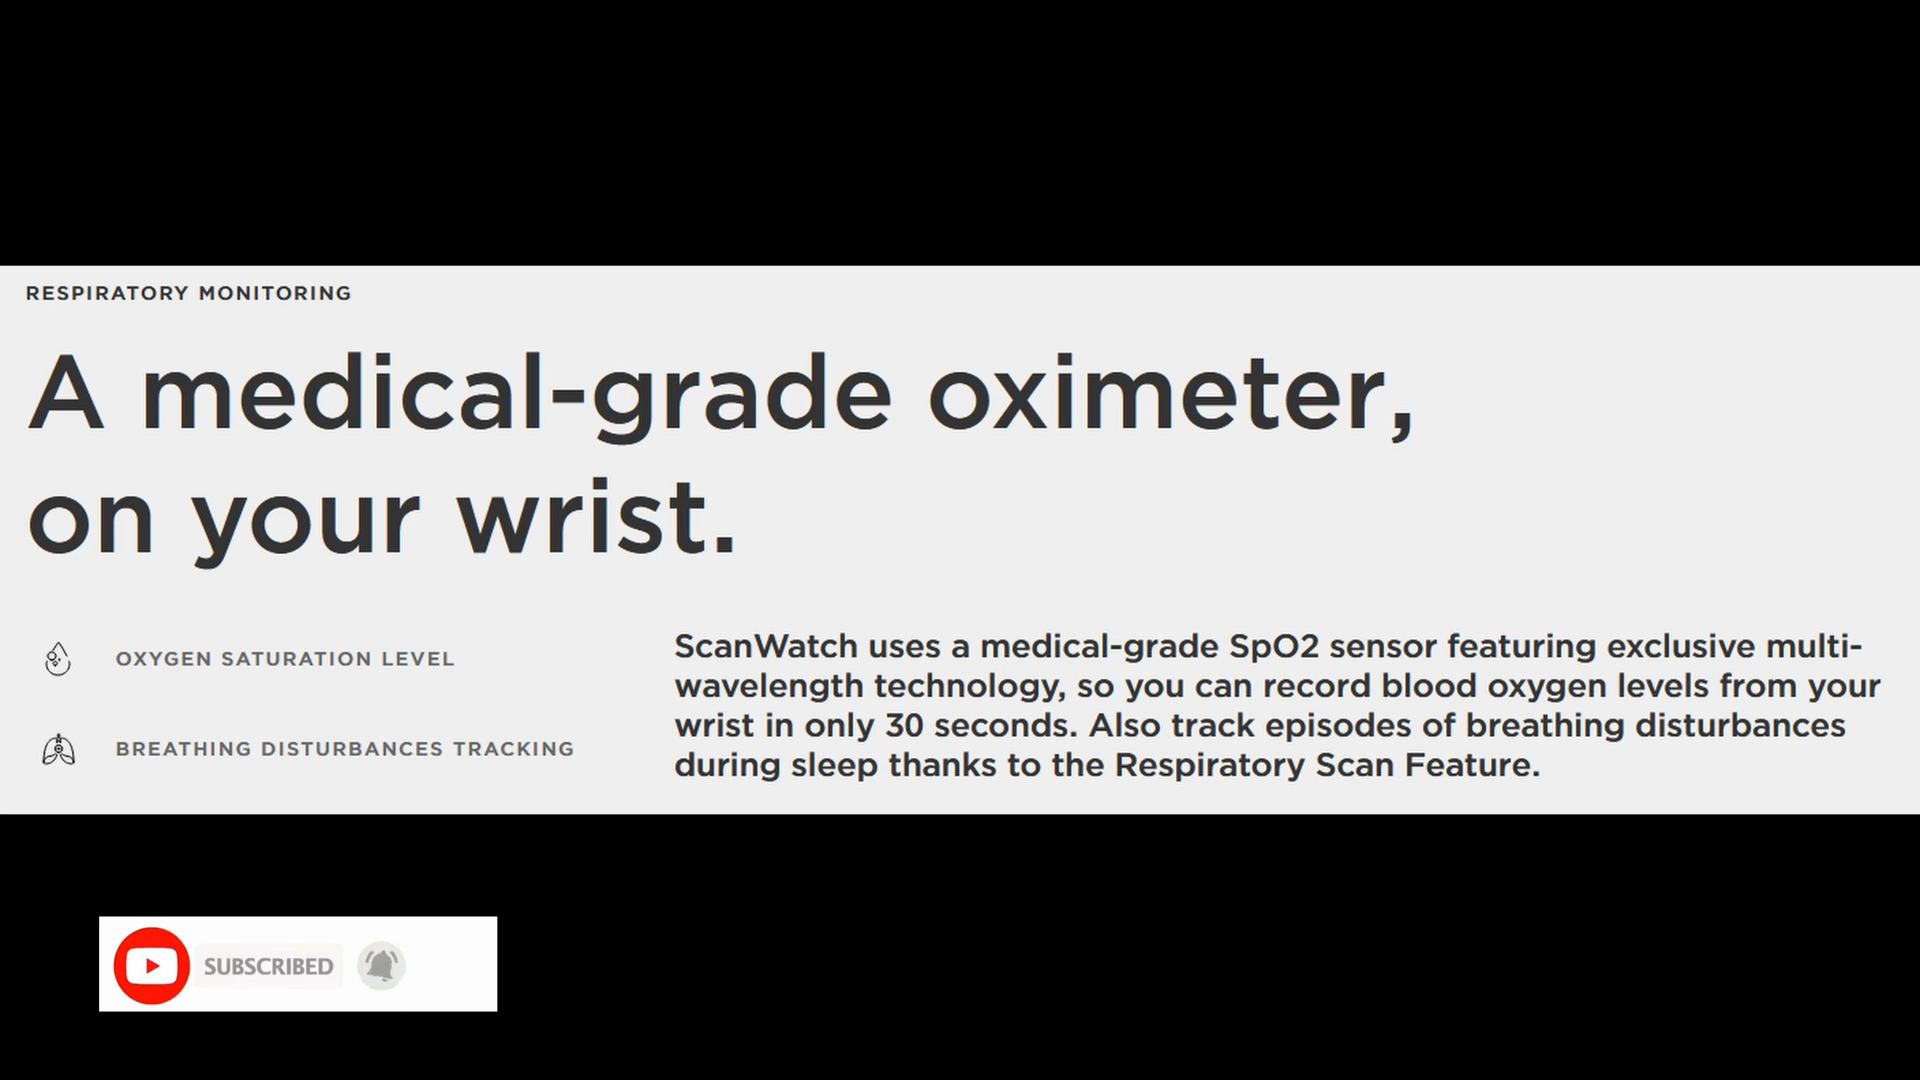 RESPIRATORY MONITORING
A medical-grade oximeter,
on your wrist.
OXYGEN SATURATION LEVEL
BREATHING DISTURBANCES TRACKING
ScanWatch uses a medical-grade SpO2 sensor featuring exclusive multi-
wavelength technology, so you can record blood oxygen levels from your
wrist in only 30 seconds. Also track episodes of breathing disturbances
during sleep thanks to the Respiratory Scan Feature.
SUBSCRIBED